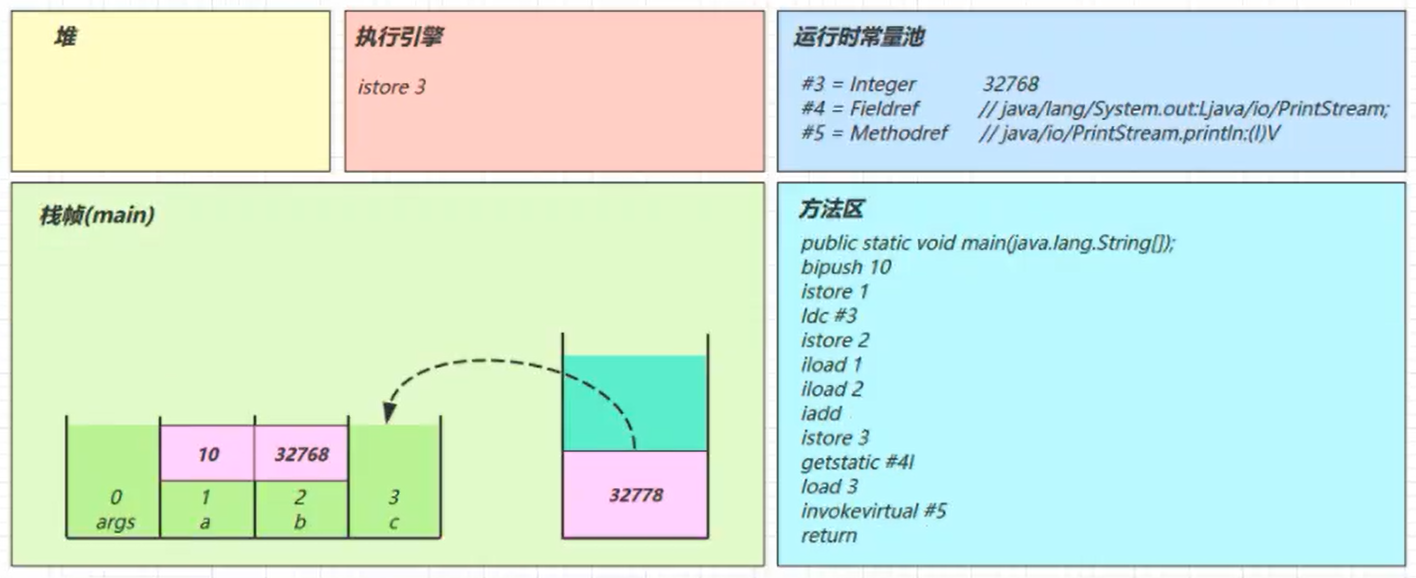 堆
执行引擎
istore 3
运行时常量池
#3 = Integer 32768
#4 = Fieldref // java/lang/System.out:Ljava/io/PrintStream;
#5 = Methodref // java/io/PrintStream.println:(I)V
栈帧(main)
10 32768
0 1 2 3
args a b c
32778
方法区
public static void main(java.lang.String[]);
bipush 10
istore 1
ldc #3
istore 2
iload 1
iload 2
iadd
istore 3
getstatic #4I
load 3
invokevirtual #5
return